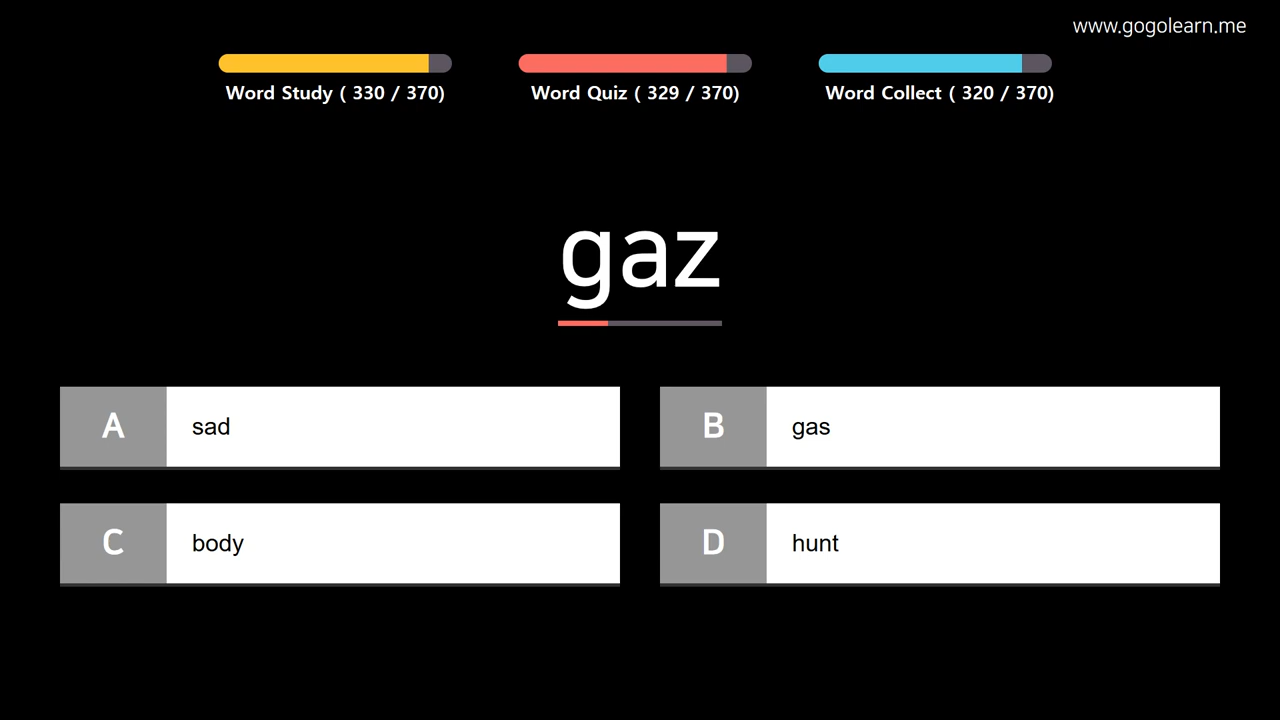 www.gogolearn.me
Word Study ( 330 / 370)
Word Quiz ( 329 / 370)
Word Collect ( 320 / 370)
gaz
A
sad
B
gas
C
body
D
hunt